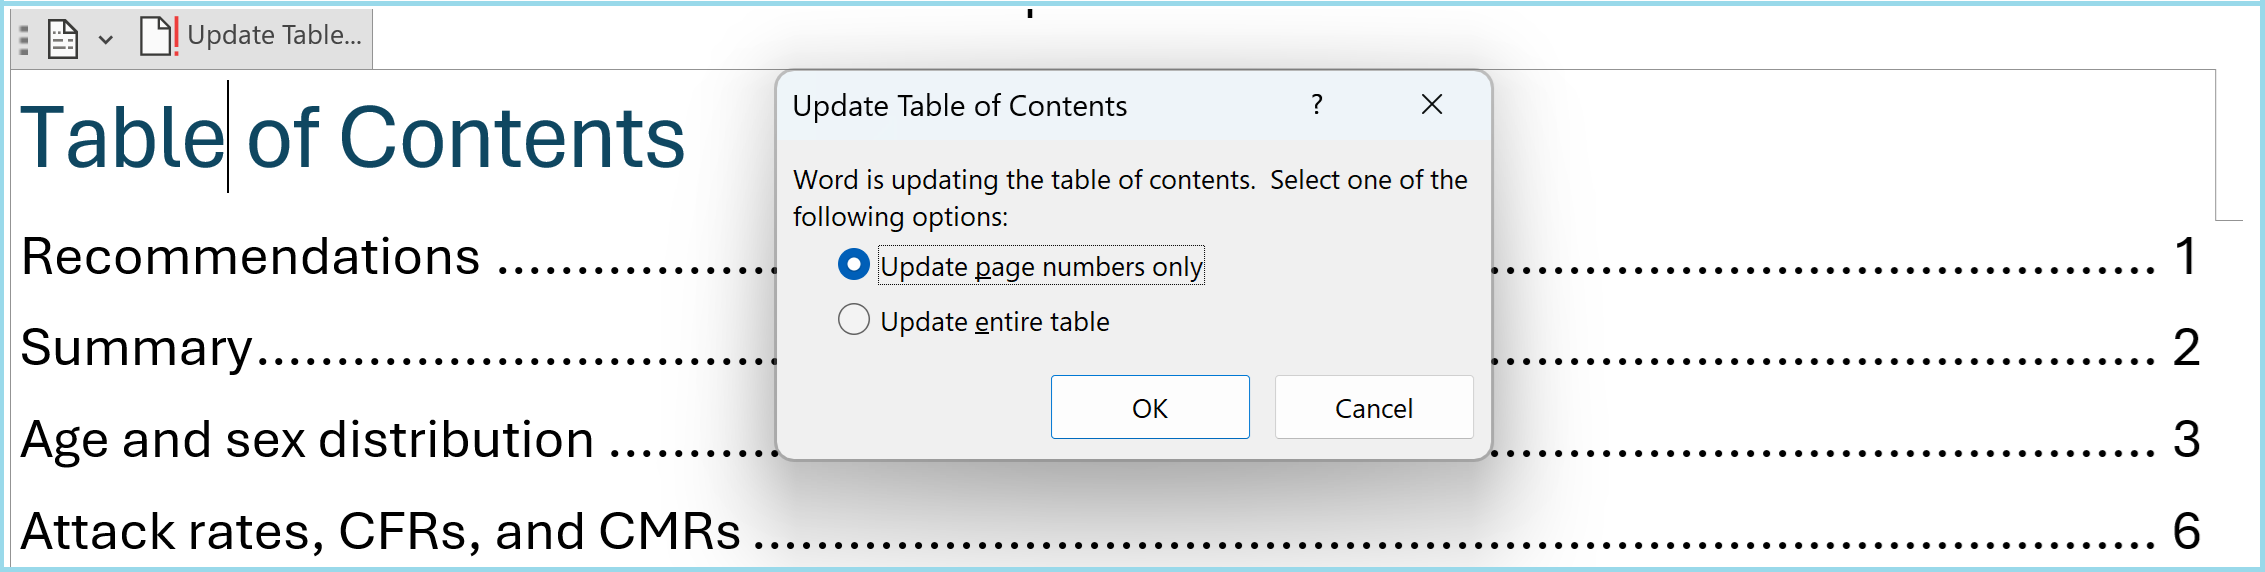 Update Table...
Table of Contents
Update Table of Contents ?
Word is updating the table of contents.  Select one of the
following options:
Update page numbers only
Update entire table
OK Cancel
Recommendations ........................................ 1
Summary........................................ 2
Age and sex distribution ........................................ 3
Attack rates, CFRs, and CMRs ........................................ 6